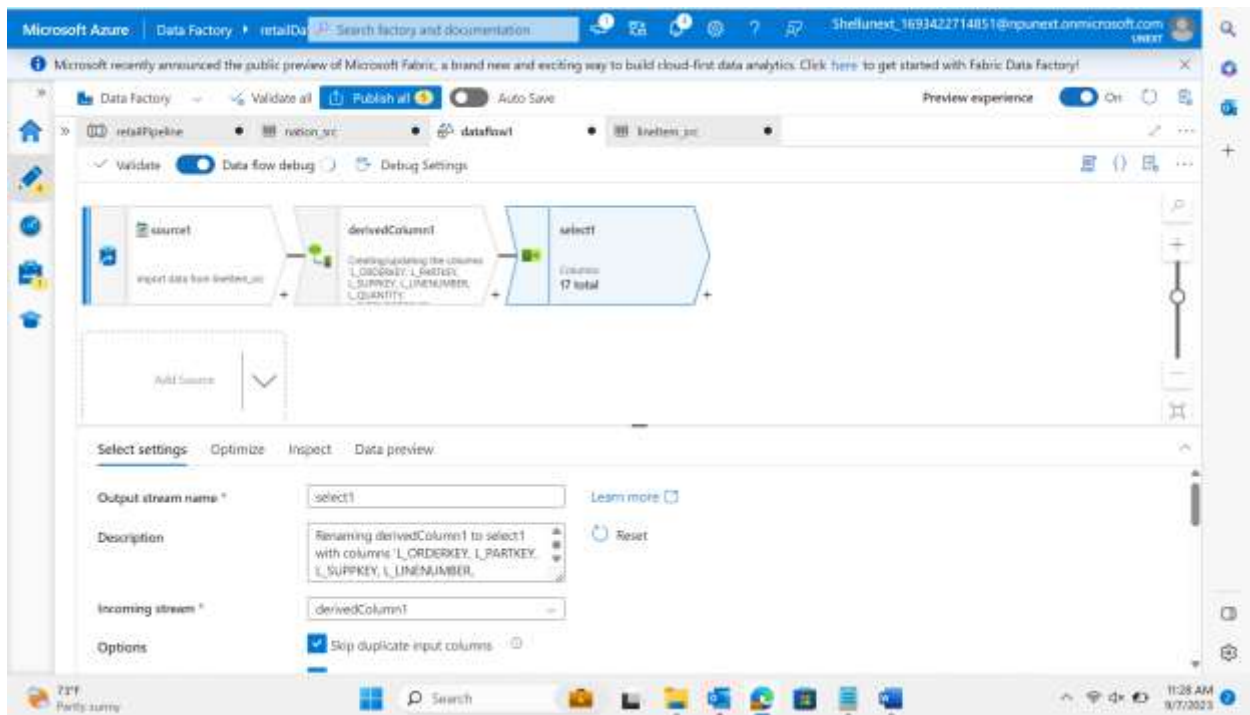 Microsoft Azure | Data Factory ▸ retailDa Search factory and documentation
Shellunext_1693422714851@npunext.onmicrosoft.com
UNEXT
Microsoft recently announced the public preview of Microsoft Fabric, a brand new and exciting way to build cloud-first data analytics. Click here to get started with Fabric Data Factory!
Data Factory Validate all Publish all 5 Auto Save Preview experience On
retailPipeline nation_src dataflow1 lineItem_src
Validate Data flow debug Debug Settings
source1
import data from lineItem_src
derivedColumn1
Creating/updating the columns
L_ORDERKEY, L_PARTKEY,
L_SUPPKEY, L_LINENUMBER,
L_QUANTITY,
select1
Columns
17 total
Add Source
Select settings Optimize Inspect Data preview
Output stream name * select1 Learn more
Description Renaming derivedColumn1 to select1 Reset
with columns 'L_ORDERKEY, L_PARTKEY,
L_SUPPKEY, L_LINENUMBER,
Incoming stream * derivedColumn1
Options Skip duplicate input columns
73°F
Partly sunny
Search
11:28 AM
9/7/2023